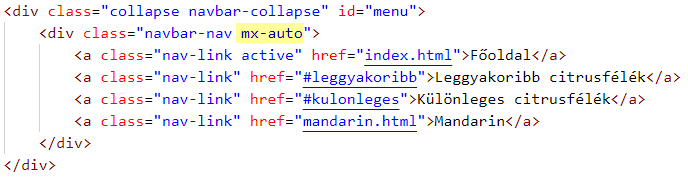 <div class="collapse navbar-collapse" id="menu">
<div class="navbar-nav mx-auto">
<a class="nav-link active" href="index.html">Főoldal</a>
<a class="nav-link" href="#leggyakoribb">Leggyakoribb citrusfélék</a>
<a class="nav-link" href="#kulonleges">Különleges citrusfélék</a>
<a class="nav-link" href="mandarin.html">Mandarin</a>
</div>
</div>